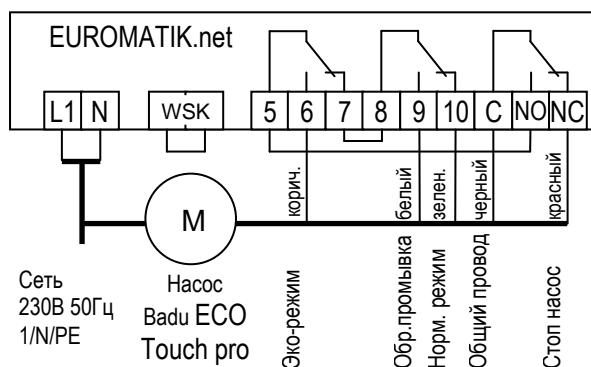 EUROMATIK.net
L1 N WSK 5 6 7 8 9 10 C NO NC
корич.
белый
зелен.
черный
красный
M
Сеть
230В 50Гц
1/N/PE
Насос
Badu ECO
Touch pro
Эко-режим
Обр.промывка
Норм. режим
Общий провод
Стоп насос